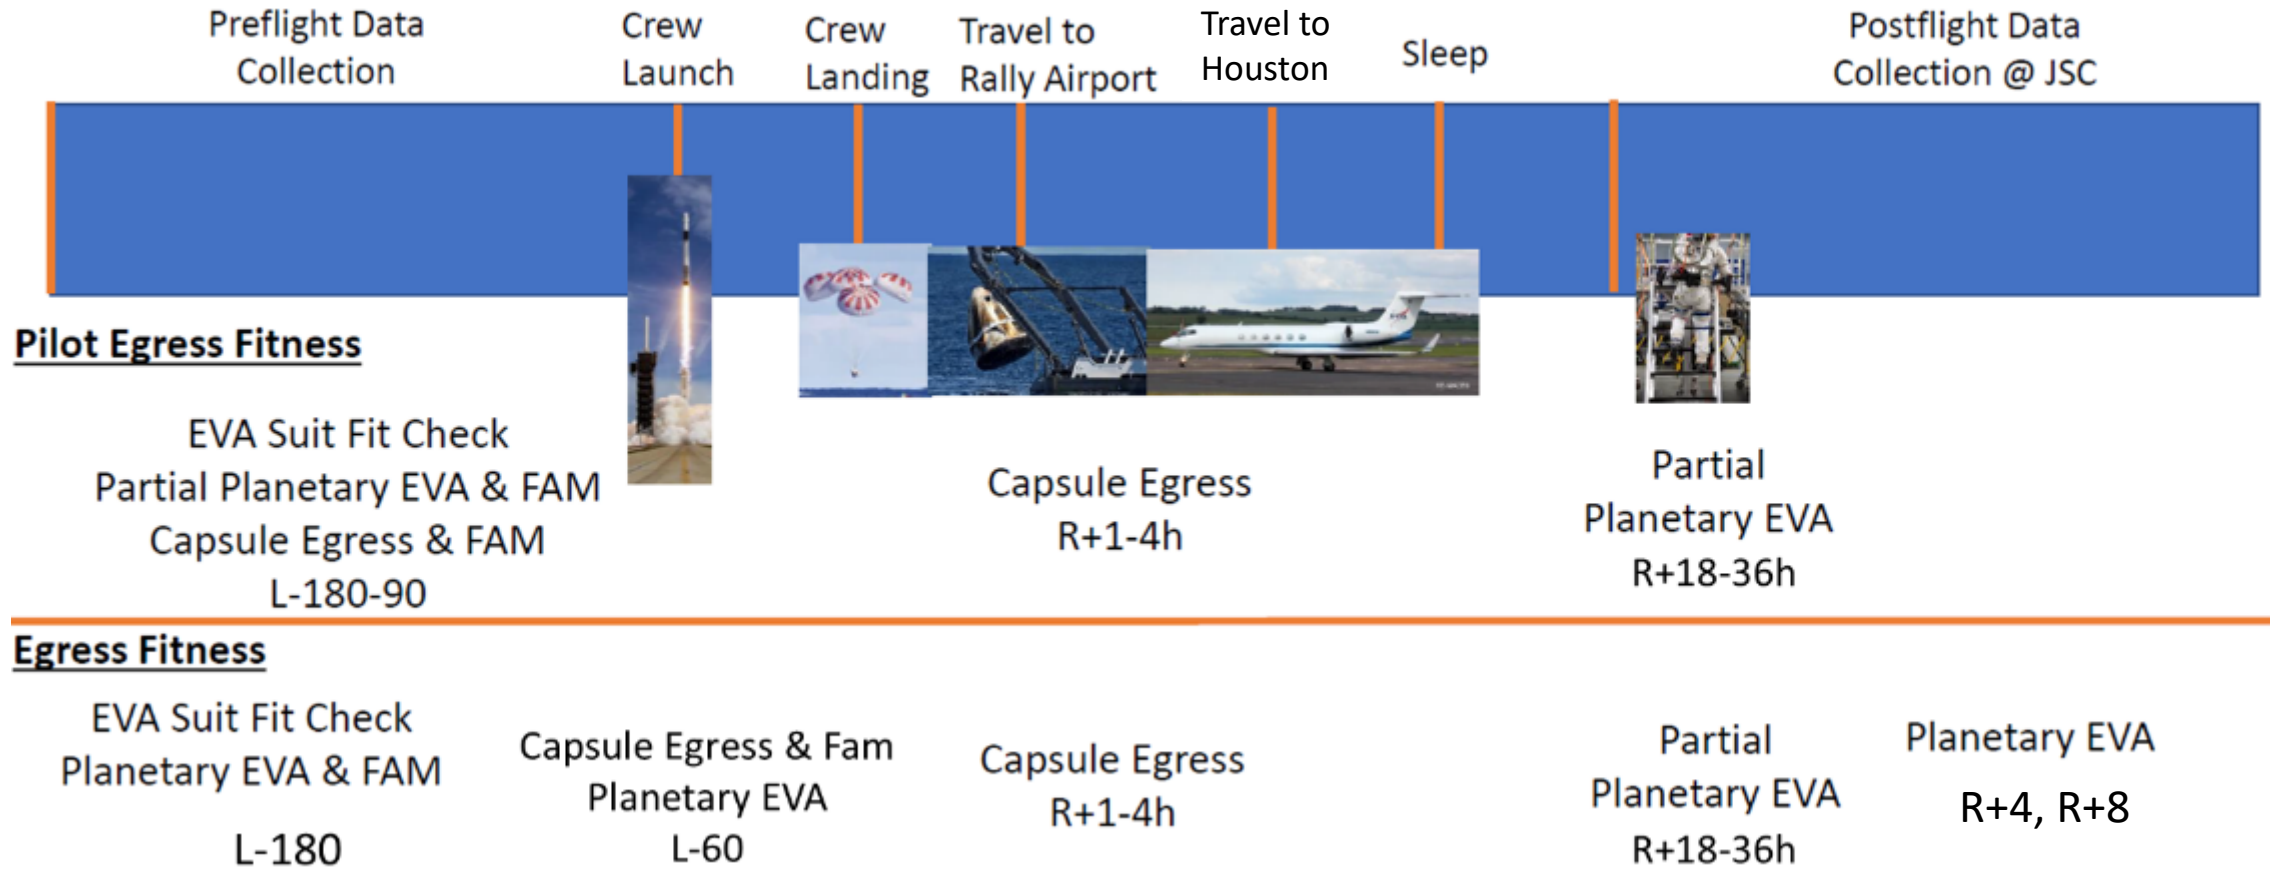 Preflight Data
Collection
Crew
Launch
Crew
Landing
Travel to
Rally Airport
Travel to
Houston
Sleep
Postflight Data
Collection @ JSC
Pilot Egress Fitness
EVA Suit Fit Check
Partial Planetary EVA & FAM
Capsule Egress & FAM
L-180-90
Capsule Egress
R+1-4h
Partial
Planetary EVA
R+18-36h
Egress Fitness
EVA Suit Fit Check
Planetary EVA & FAM
L-180
Capsule Egress & Fam
Planetary EVA
L-60
Capsule Egress
R+1-4h
Partial
Planetary EVA
R+18-36h
Planetary EVA
R+4, R+8